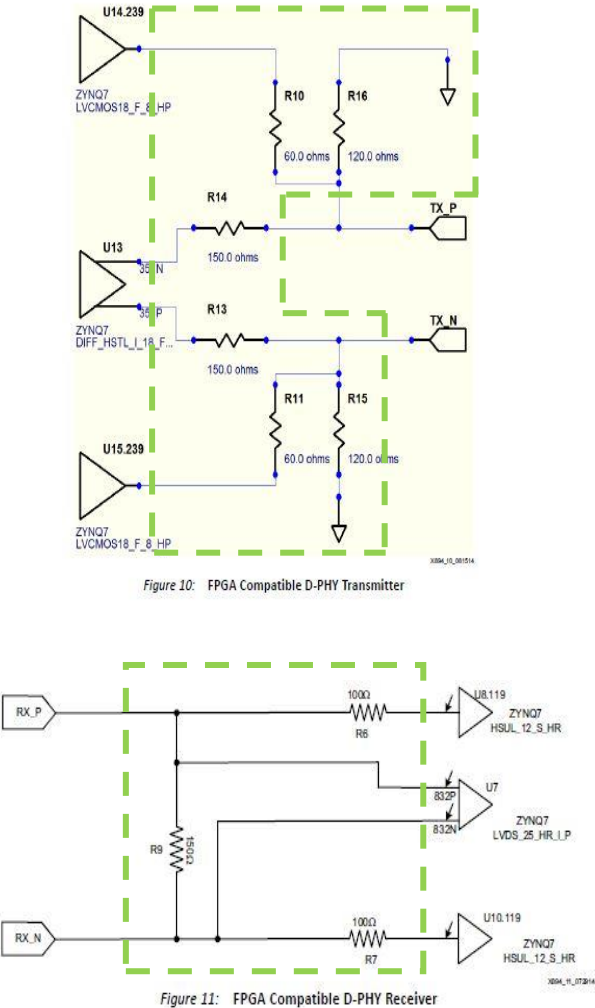 U14.239
ZYNQ7
LVCMOS18_F_8_HP
R10
R16
60.0 ohms
120.0 ohms
R14
TX_P
150.0 ohms
U13
35 N
35 P
ZYNQ7
DIFF_HSTL_I_18_F...
R13
TX_N
150.0 ohms
R11
R15
60.0 ohms
120.0 ohms
U15.239
ZYNQ7
LVCMOS18_F_8_HP
X894_10_081514
Figure 10: FPGA Compatible D-PHY Transmitter
RX_P
100Ω
R6
U8.119
ZYNQ7
HSUL_12_S_HR
832P
U7
832N
ZYNQ7
LVDS_25_HR_I_P
R9
150Ω
RX_N
100Ω
R7
U10.119
ZYNQ7
HSUL_12_S_HR
X894_11_072914
Figure 11: FPGA Compatible D-PHY Receiver